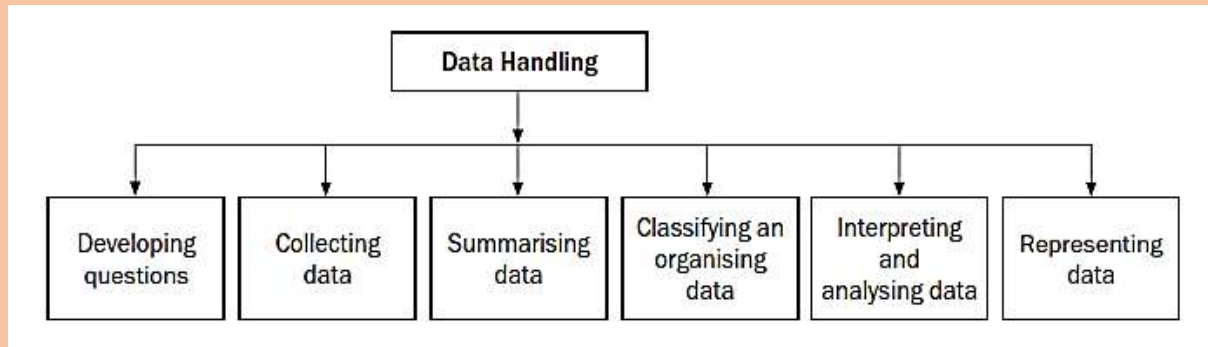 Data Handling
Developing
questions
Collecting
data
Summarising
data
Classifying an
organising
data
Interpreting
and
analysing data
Representing
data